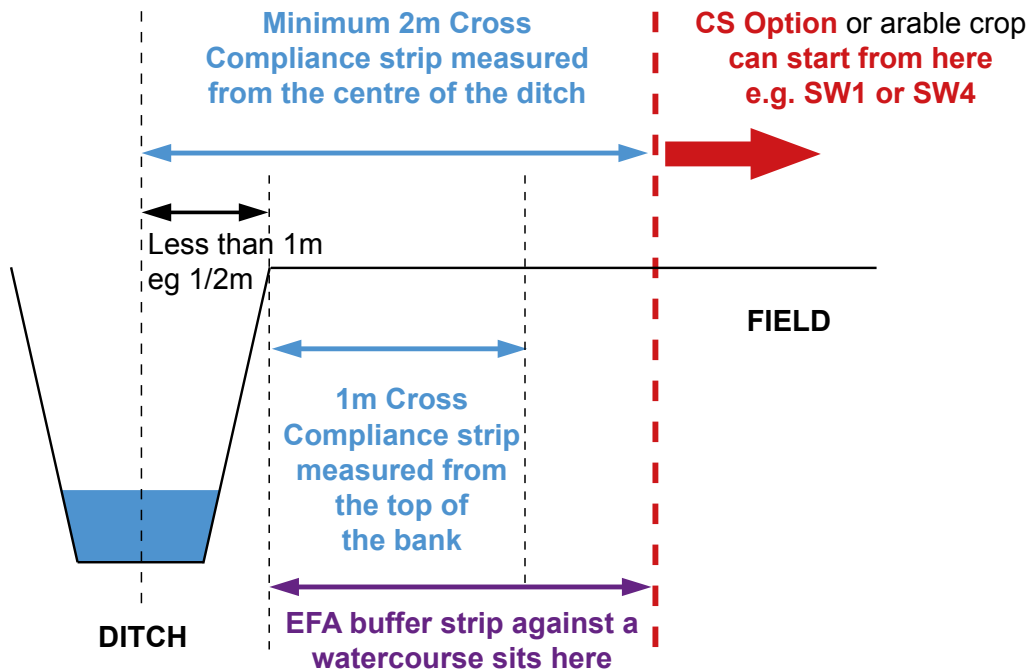 Minimum 2m Cross
Compliance strip measured
from the centre of the ditch
CS Option or arable crop
can start from here
e.g. SW1 or SW4
Less than 1m
eg 1/2m
FIELD
1m Cross
Compliance strip
measured from
the top of
the bank
DITCH
EFA buffer strip against a
watercourse sits here